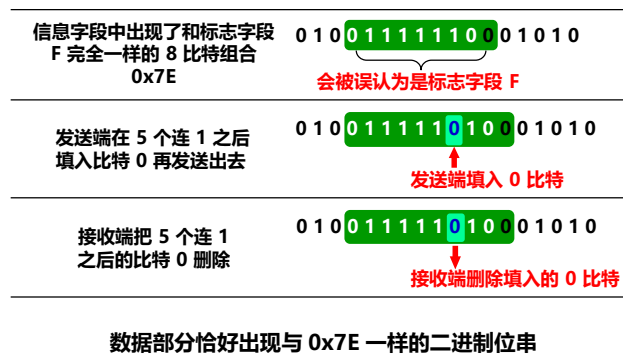 信息字段中出现了和标志字段
F 完全一样的 8 比特组合
0x7E
0 1 0 0 1 1 1 1 1 1 0 0 0 1 0 1 0
会被误认为是标志字段 F
发送端在 5 个连 1 之后
填入比特 0 再发送出去
0 1 0 0 1 1 1 1 1 0 1 0 0 0 1 0 1 0
发送端填入 0 比特
接收端把 5 个连 1
之后的比特 0 删除
0 1 0 0 1 1 1 1 1 0 1 0 0 0 1 0 1 0
接收端删除填入的 0 比特
数据部分恰好出现与 0x7E 一样的二进制位串